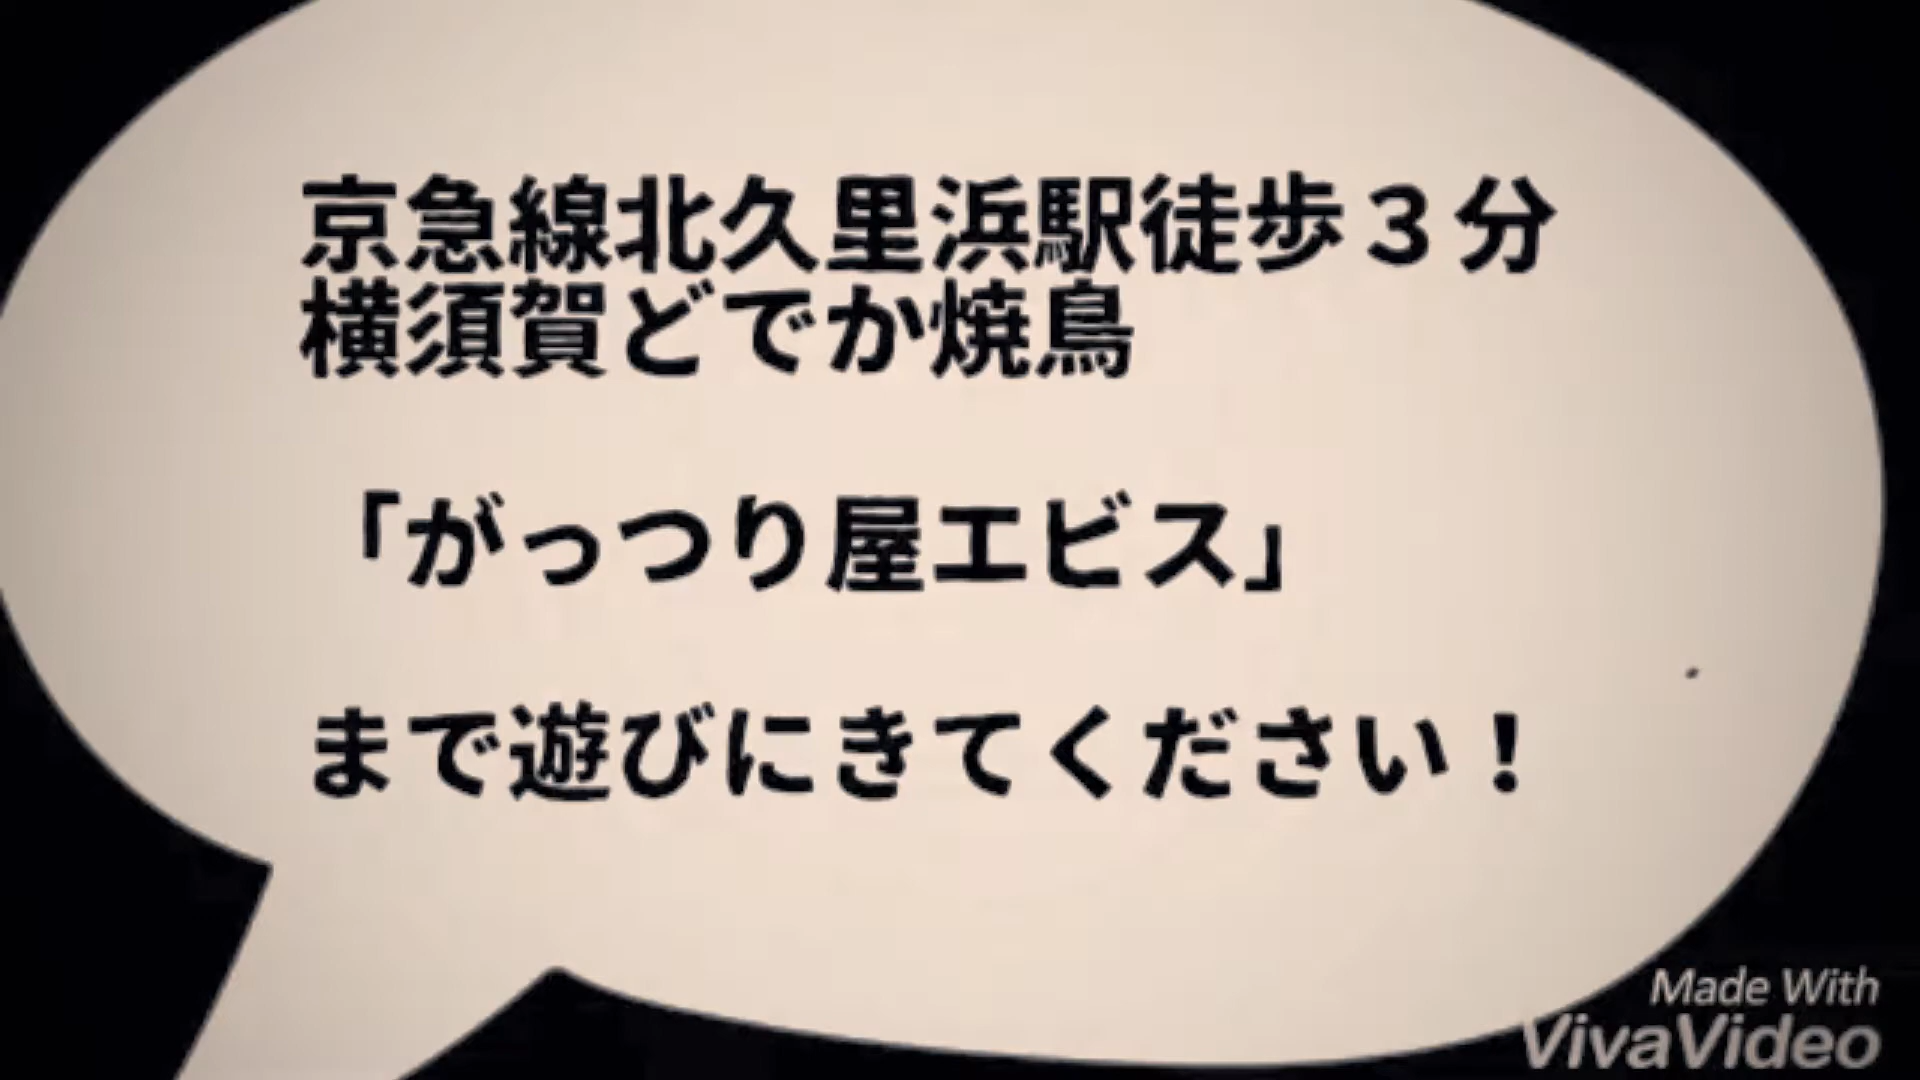 京急線北久里浜駅徒歩３分
横須賀どでか焼鳥
「がっつり屋エビス」
まで遊びにきてください！
Made With
VivaVideo